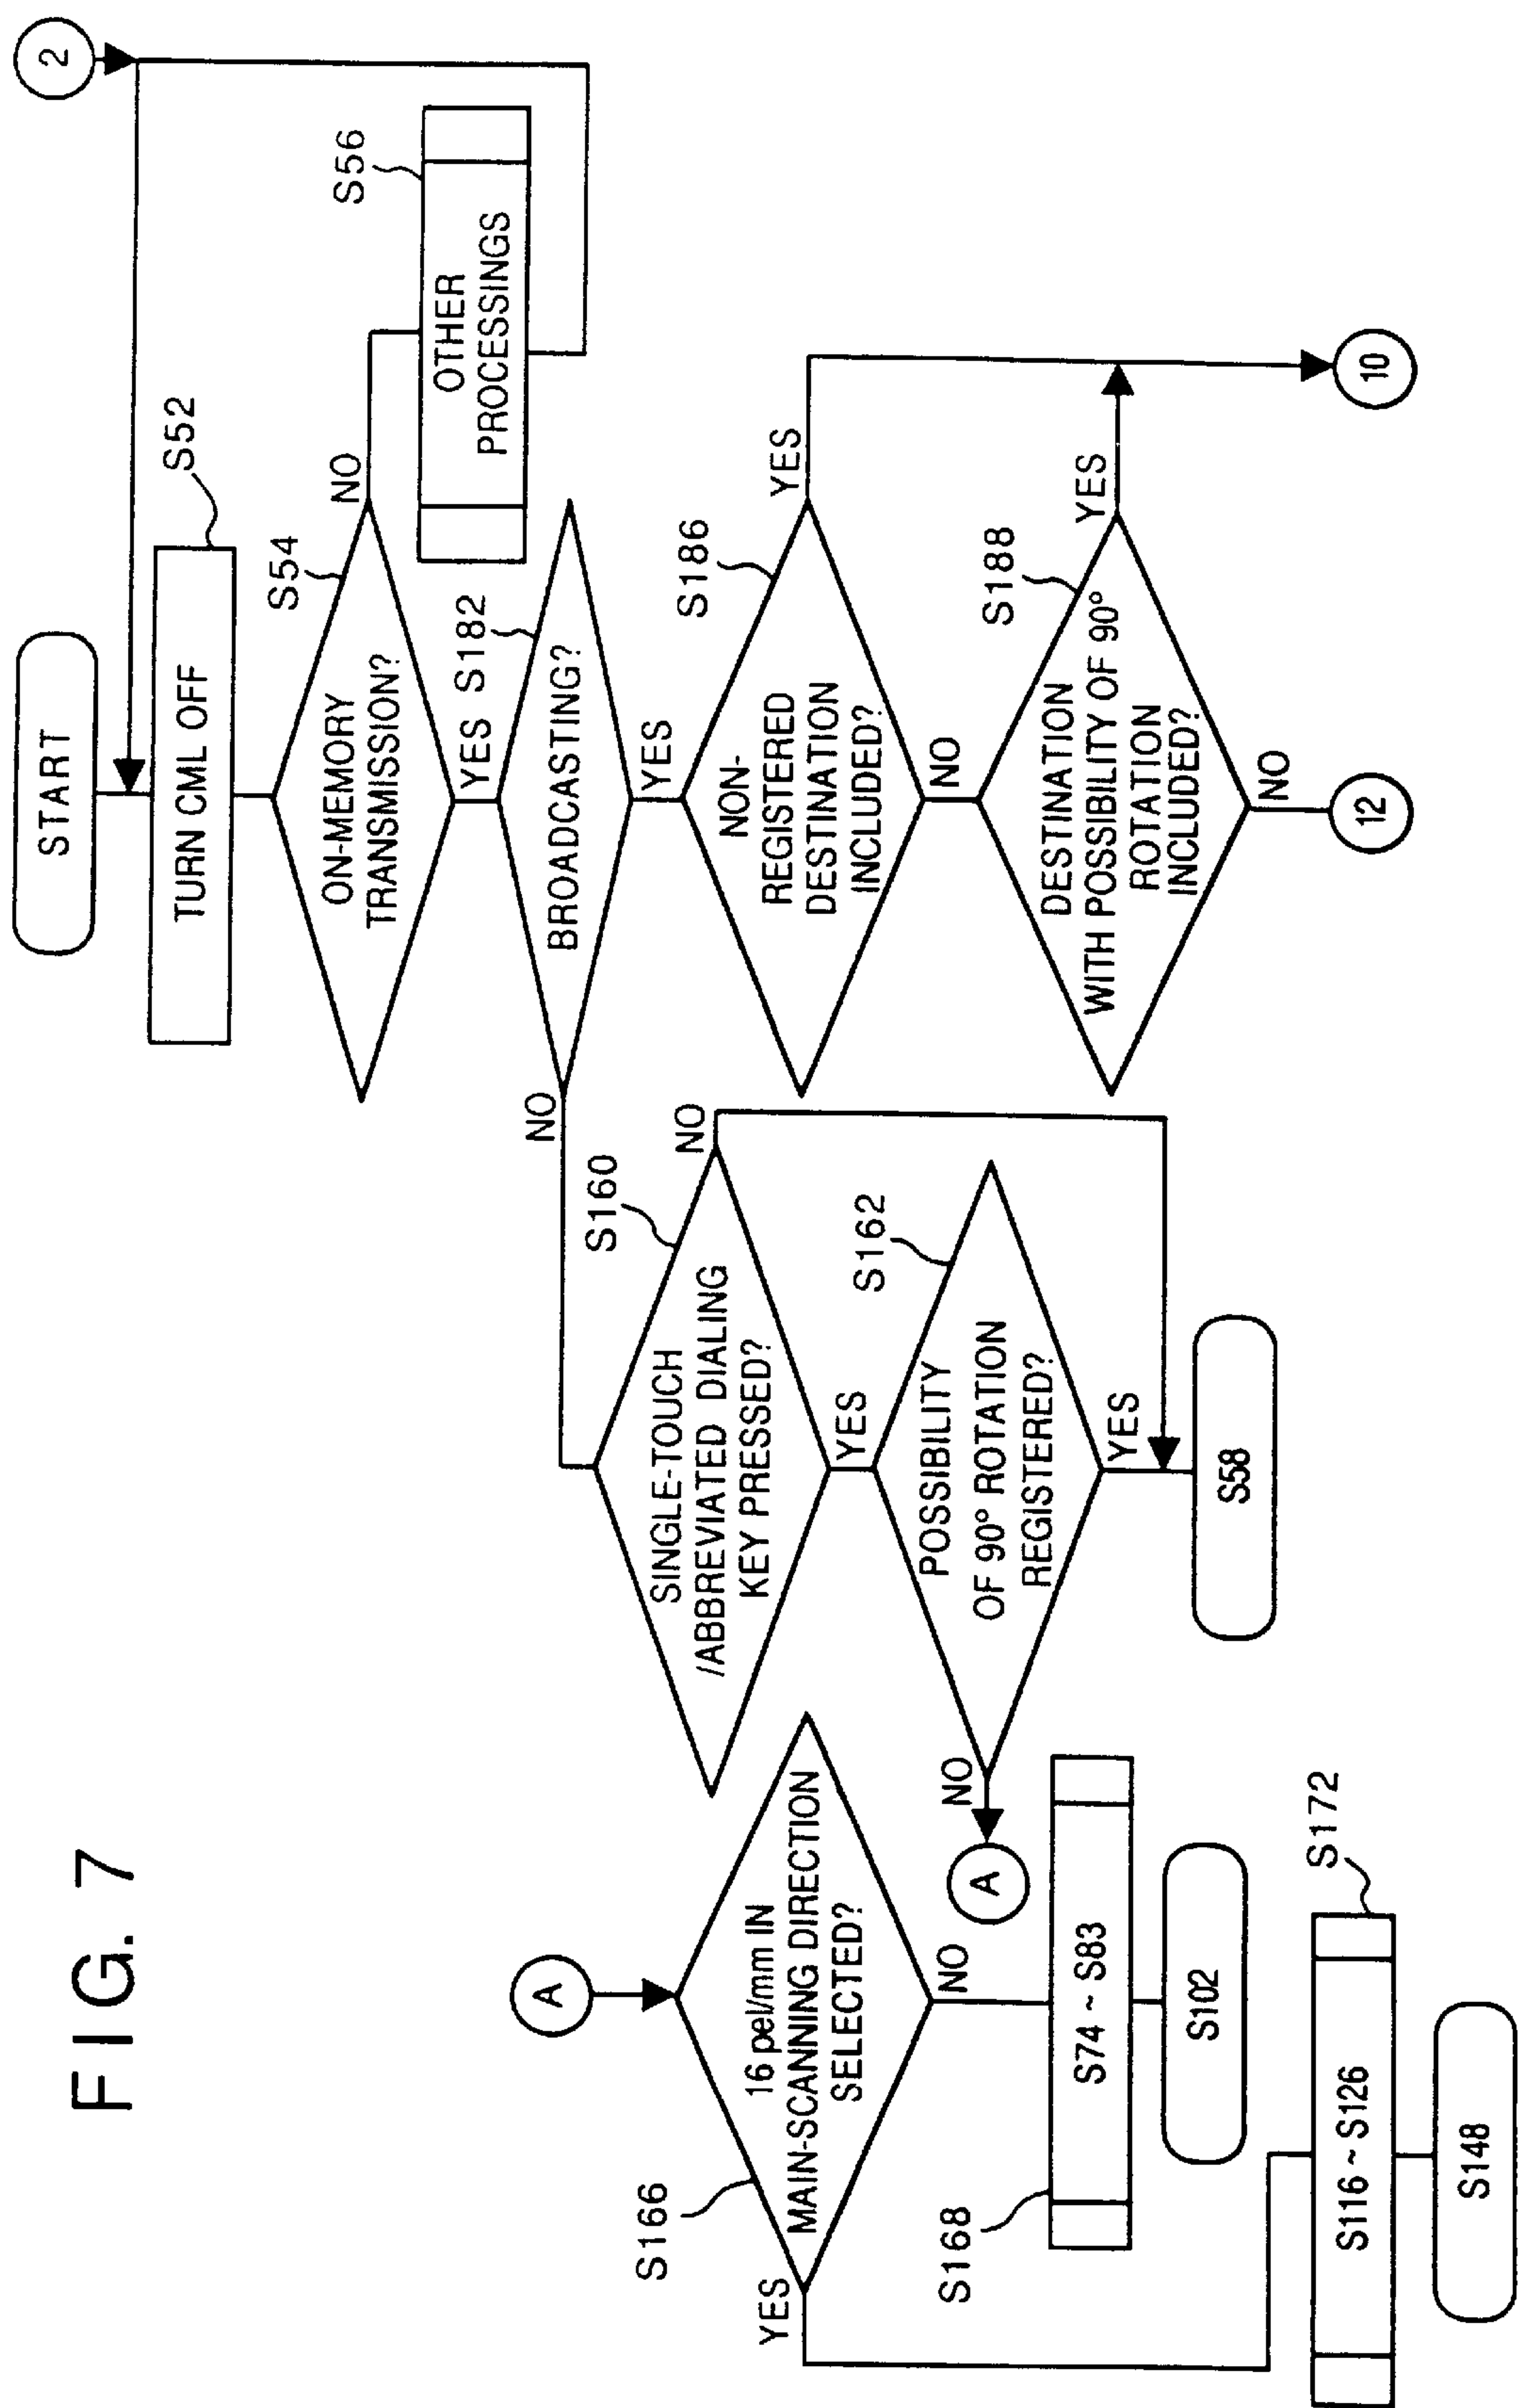 FIG. 7
START
2
TURN CML OFF
S52
S54
ON-MEMORY
TRANSMISSION?
NO
S56
OTHER
PROCESSINGS
YES
S182
BROADCASTING?
NO
YES
S160
SINGLE-TOUCH
/ABBREVIATED DIALING
KEY PRESSED?
NO
YES
S162
POSSIBILITY
OF 90° ROTATION
REGISTERED?
NO
A
YES
S58
S186
NON-
REGISTERED
DESTINATION
INCLUDED?
YES
NO
S188
DESTINATION
WITH POSSIBILITY OF 90°
ROTATION
INCLUDED?
YES
10
NO
12
A
S166
16 pel/mm IN
MAIN-SCANNING DIRECTION
SELECTED?
YES
NO
S168
S74 ~ S83
S102
S172
S116 ~ S126
S148